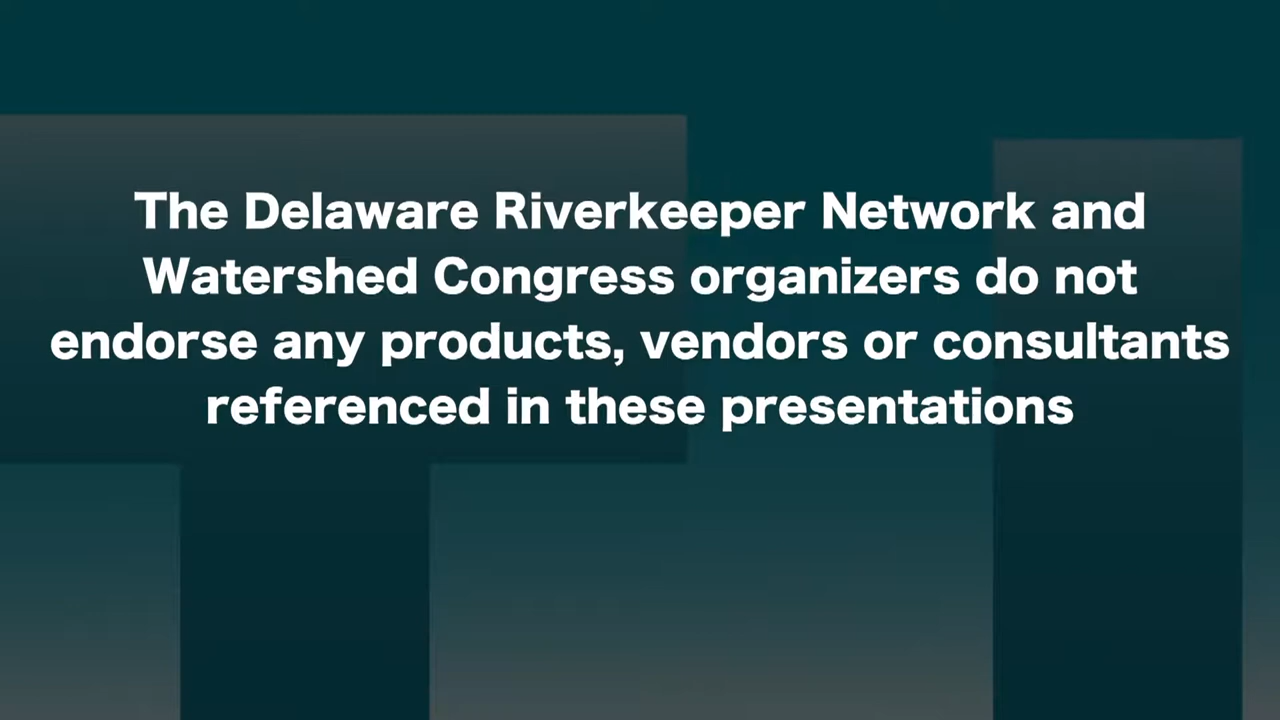 The Delaware Riverkeeper Network and
Watershed Congress organizers do not
endorse any products, vendors or consultants
referenced in these presentations